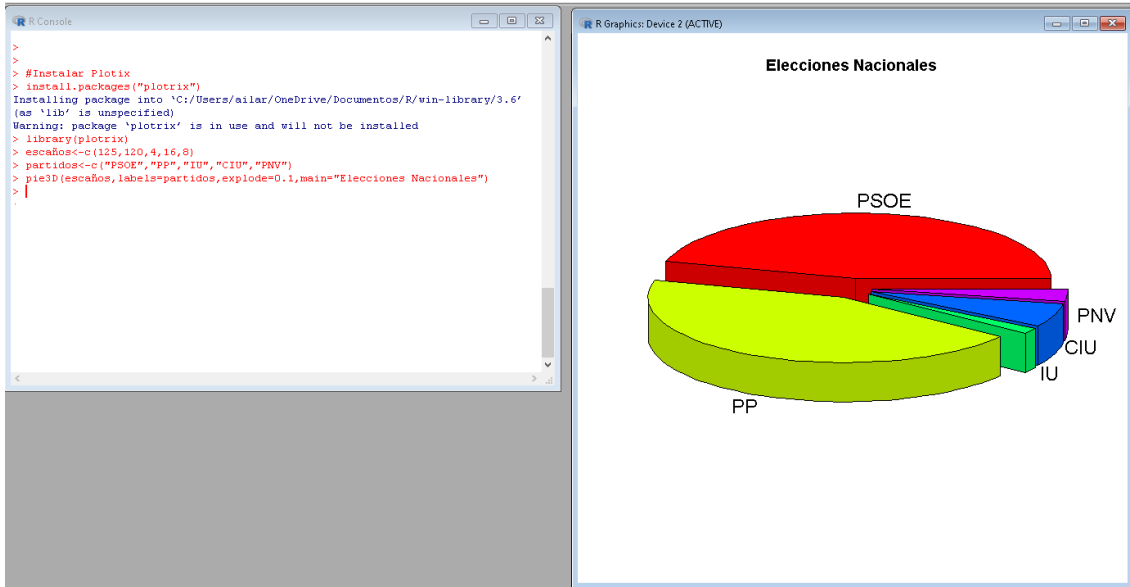 R Console
>
>
> #Instalar Plotix
> install.packages("plotrix")
Installing package into ‘C:/Users/ailar/OneDrive/Documentos/R/win-library/3.6’
(as ‘lib’ is unspecified)
Warning: package ‘plotrix’ is in use and will not be installed
> library(plotrix)
> escaños<-c(125,120,4,16,8)
> partidos<-c("PSOE","PP","IU","CIU","PNV")
> pie3D(escaños,labels=partidos,explode=0.1,main="Elecciones Nacionales")
>
R Graphics: Device 2 (ACTIVE)
Elecciones Nacionales
PSOE
PNV
CIU
IU
PP